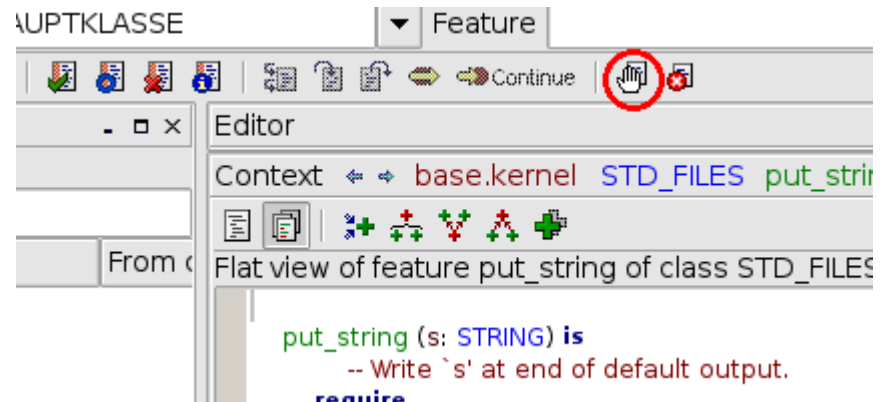 AUPTKLASSE Feature
Continue
Editor
Context base.kernel STD_FILES put_strin
From
Flat view of feature put_string of class STD_FILES
put_string (s: STRING) is
-- Write `s' at end of default output.
require